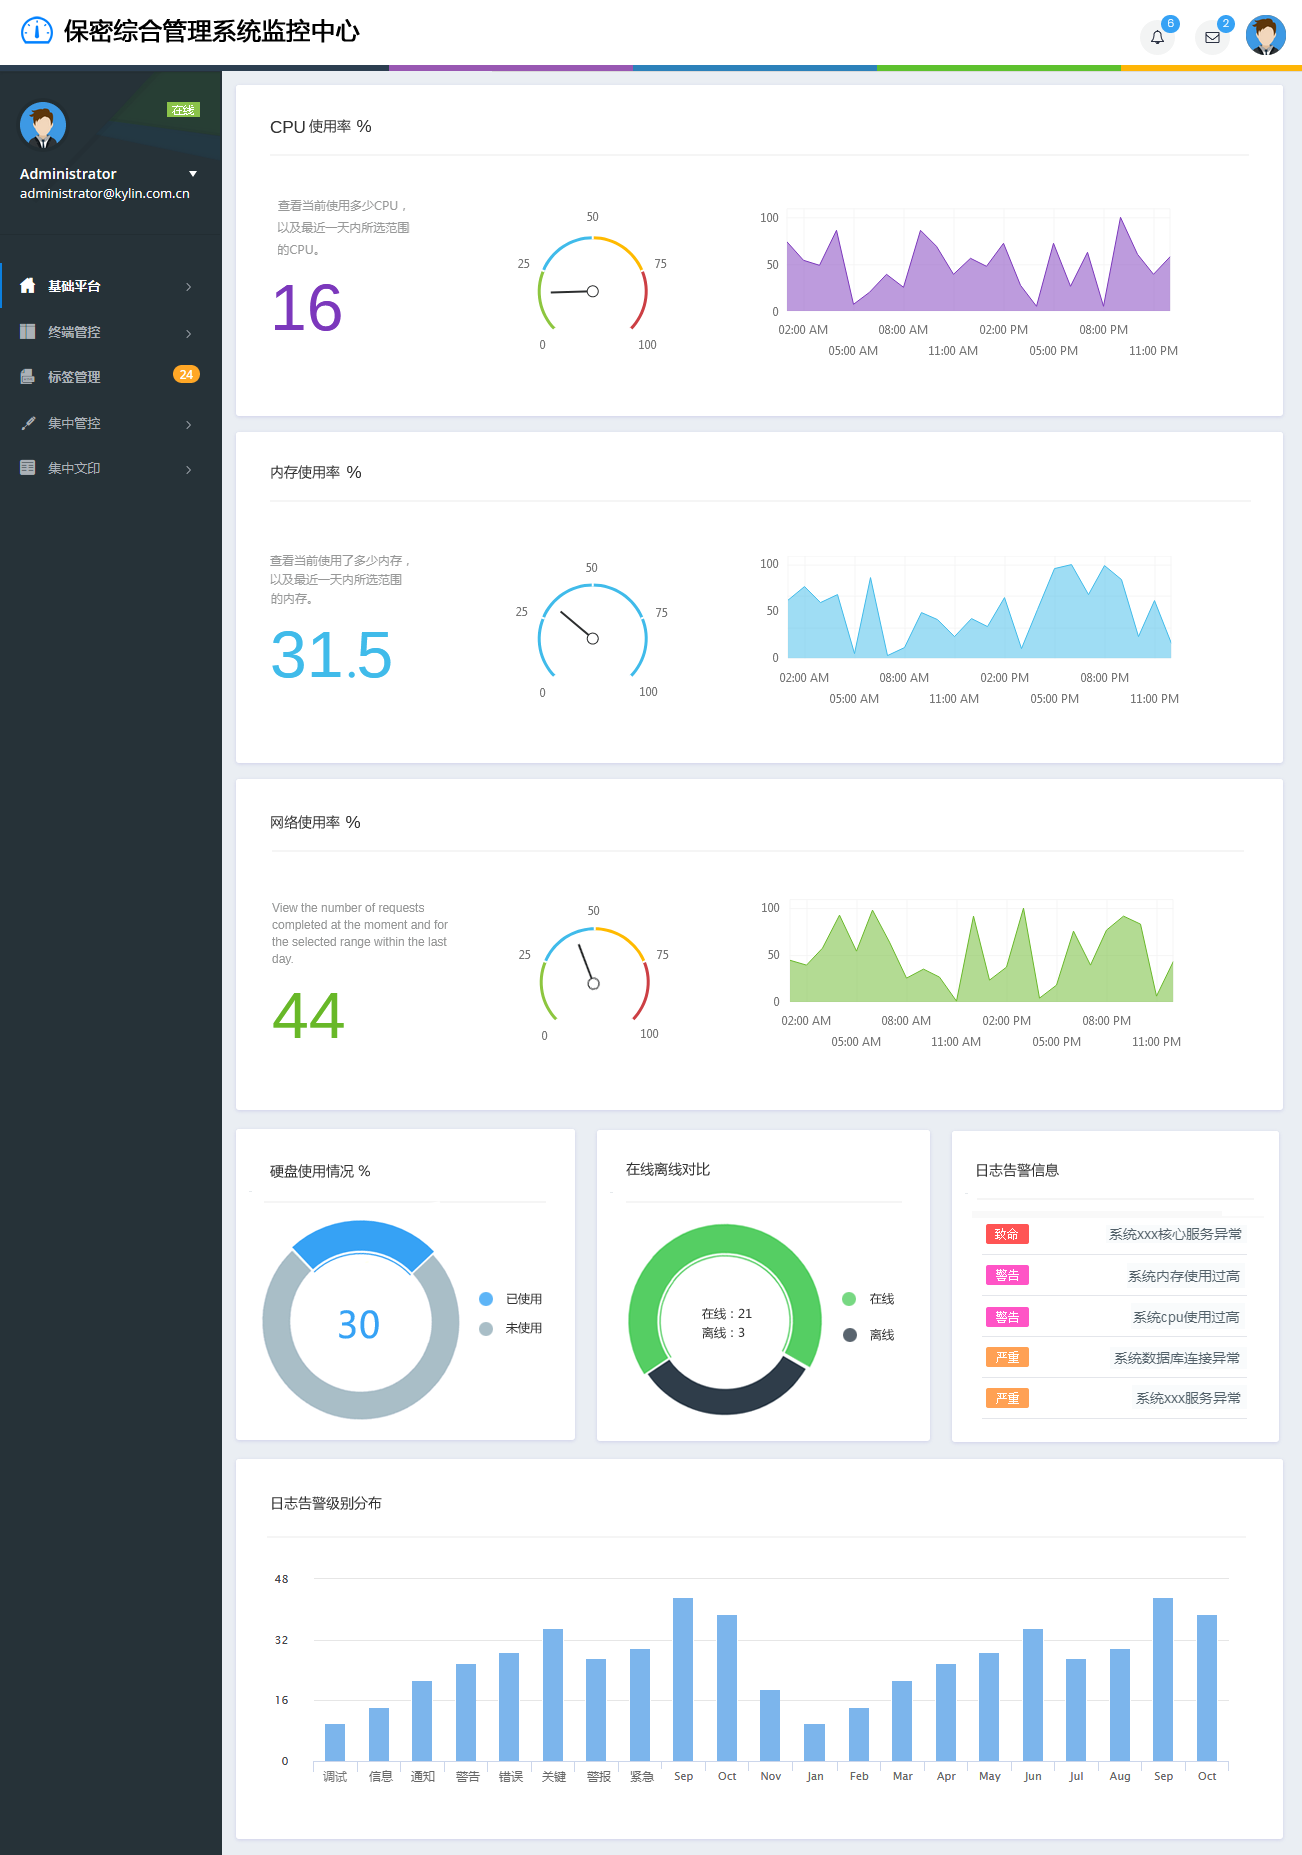 保密综合管理系统监控中心
6
2
在线
Administrator
administrator@kylin.com.cn
基础平台
终端管控
标签管理
24
集中管控
集中文印
CPU 使用率 %
查看当前使用多少CPU，
以及最近一天内所选范围
的CPU。
16
0
25
50
75
100
100
50
0
02:00 AM
05:00 AM
08:00 AM
11:00 AM
02:00 PM
05:00 PM
08:00 PM
11:00 PM
内存使用率 %
查看当前使用了多少内存，
以及最近一天内所选范围
的内存。
31.5
0
25
50
75
100
100
50
0
02:00 AM
05:00 AM
08:00 AM
11:00 AM
02:00 PM
05:00 PM
08:00 PM
11:00 PM
网络使用率 %
View the number of requests
completed at the moment and for
the selected range within the last
day.
44
0
25
50
75
100
100
50
0
02:00 AM
05:00 AM
08:00 AM
11:00 AM
02:00 PM
05:00 PM
08:00 PM
11:00 PM
硬盘使用情况 %
30
已使用
未使用
在线离线对比
在线：21
离线：3
在线
离线
日志告警信息
致命 系统xxx核心服务异常
警告 系统内存使用过高
警告 系统cpu使用过高
严重 系统数据库连接异常
严重 系统xxx服务异常
日志告警级别分布
48
32
16
0
调试 信息 通知 警告 错误 关键 警报 紧急 Sep Oct Nov Jan Feb Mar Apr May Jun Jul Aug Sep Oct